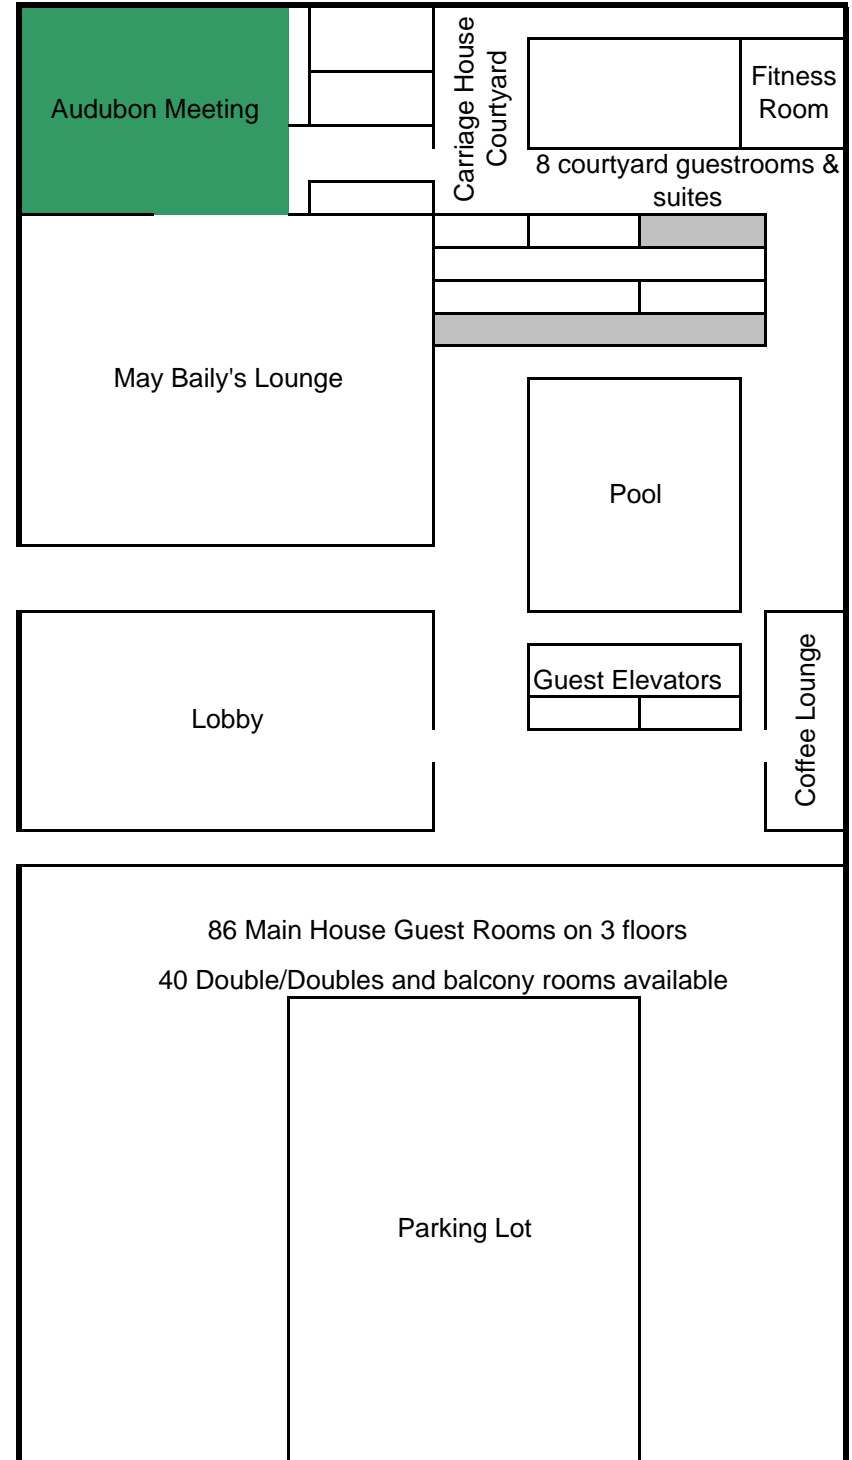 Audubon Meeting
Carriage House
Courtyard
Fitness
Room
8 courtyard guestrooms &
suites
May Baily's Lounge
Pool
Guest Elevators
Lobby
Coffee Lounge
86 Main House Guest Rooms on 3 floors
40 Double/Doubles and balcony rooms available
Parking Lot